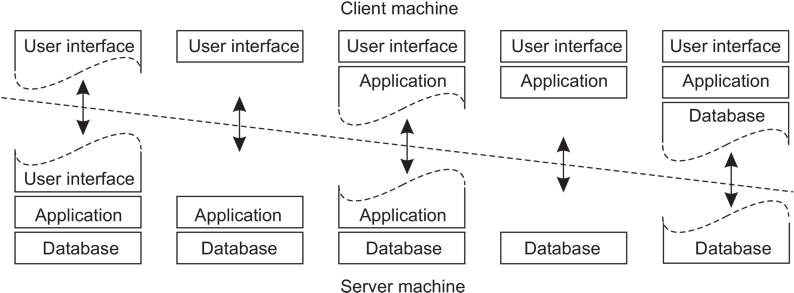 Client machine
User interface
User interface
User interface
User interface
User interface
Application
Application
Application
Database
User interface
Application
Application
Application
Database
Database
Database
Database
Database
Server machine